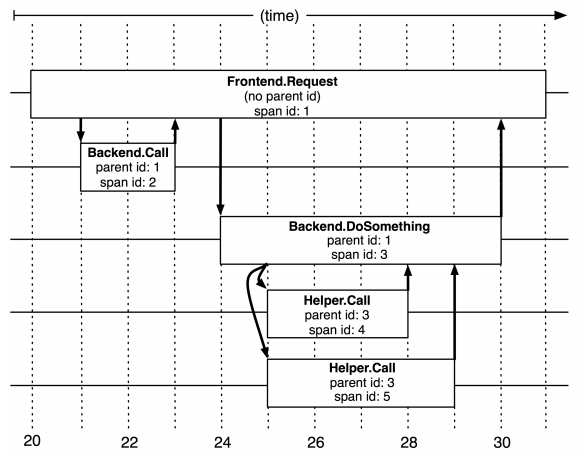 (time)
Frontend.Request
(no parent id)
span id: 1
Backend.Call
parent id: 1
span id: 2
Backend.DoSomething
parent id: 1
span id: 3
Helper.Call
parent id: 3
span id: 4
Helper.Call
parent id: 3
span id: 5
20 22 24 26 28 30